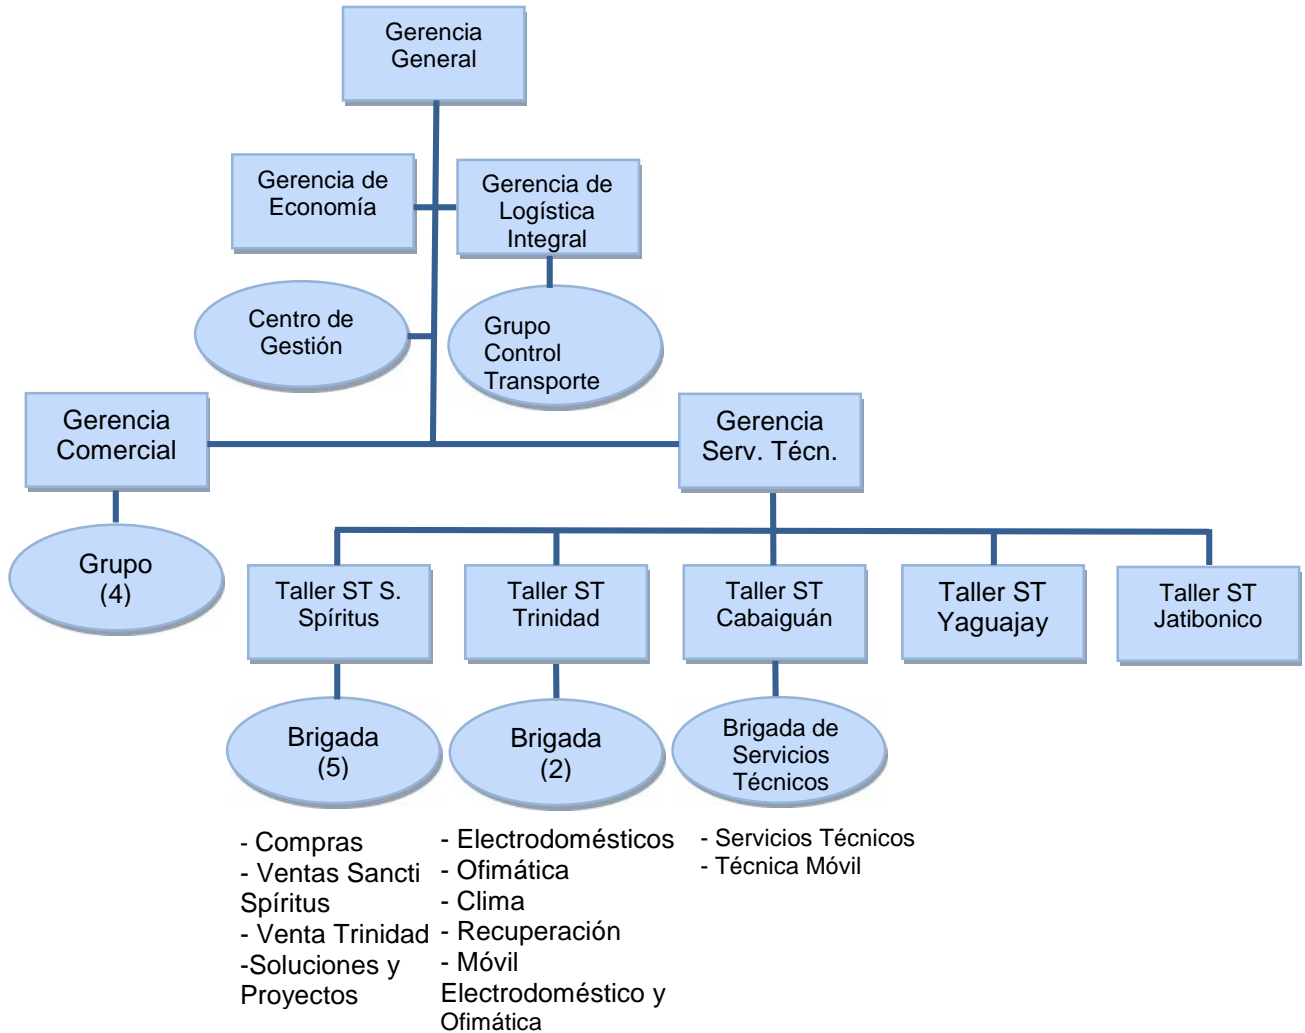 Gerencia
General
Gerencia de
Economía
Gerencia de
Logística
Integral
Centro de
Gestión
Grupo
Control
Transporte
Gerencia
Comercial
Gerencia
Serv. Técn.
Grupo
(4)
Taller ST S.
Spíritus
Taller ST
Trinidad
Taller ST
Cabaiguán
Taller ST
Yaguajay
Taller ST
Jatibonico
Brigada
(5)
Brigada
(2)
Brigada de
Servicios
Técnicos
- Compras
- Ventas Sancti
Spíritus
- Venta Trinidad
-Soluciones y
Proyectos
- Electrodomésticos
- Ofimática
- Clima
- Recuperación
- Móvil
Electrodoméstico y
Ofimática
- Servicios Técnicos
- Técnica Móvil